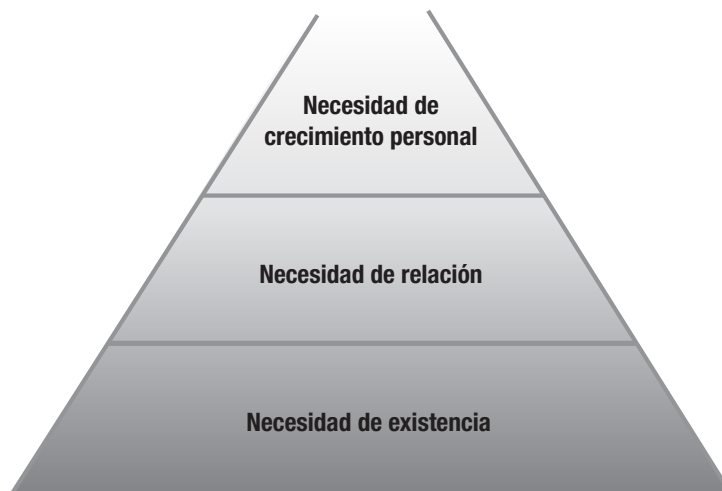 Necesidad de
crecimiento personal
Necesidad de relación
Necesidad de existencia